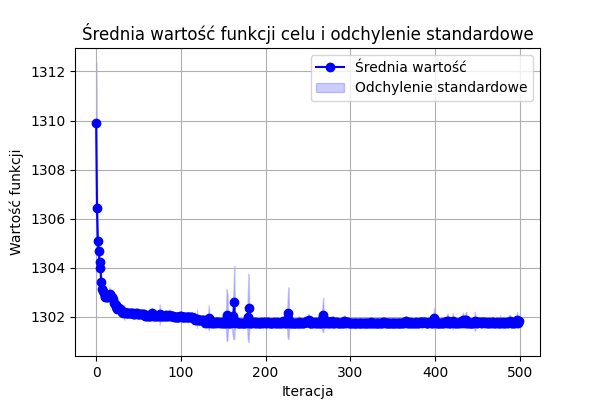 Średnia wartość funkcji celu i odchylenie standardowe
Średnia wartość
Odchylenie standardowe
Wartość funkcji
1312
1310
1308
1306
1304
1302
0 100 200 300 400 500
Iteracja